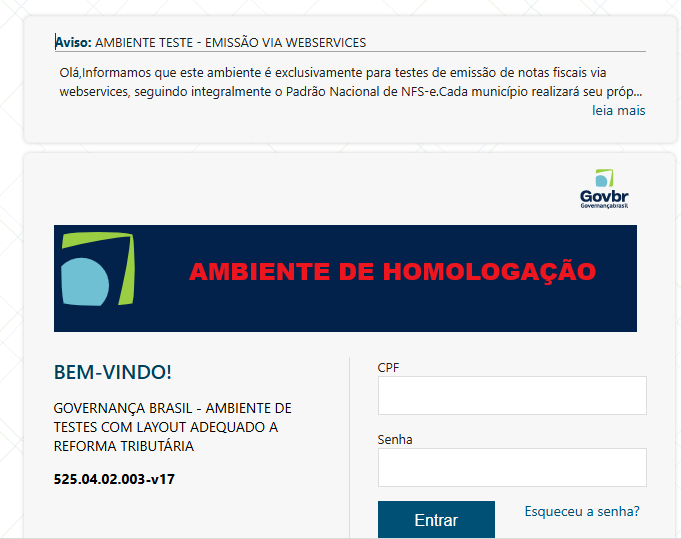 Aviso: AMBIENTE TESTE - EMISSÃO VIA WEBSERVICES
Olá,Informamos que este ambiente é exclusivamente para testes de emissão de notas fiscais via
webservices, seguindo integralmente o Padrão Nacional de NFS-e.Cada município realizará seu próp...
leia mais
Govbr
Governançabrasil
AMBIENTE DE HOMOLOGAÇÃO
BEM-VINDO!
GOVERNANÇA BRASIL - AMBIENTE DE
TESTES COM LAYOUT ADEQUADO A
REFORMA TRIBUTÁRIA
525.04.02.003-v17
CPF
Senha
Entrar
Esqueceu a senha?